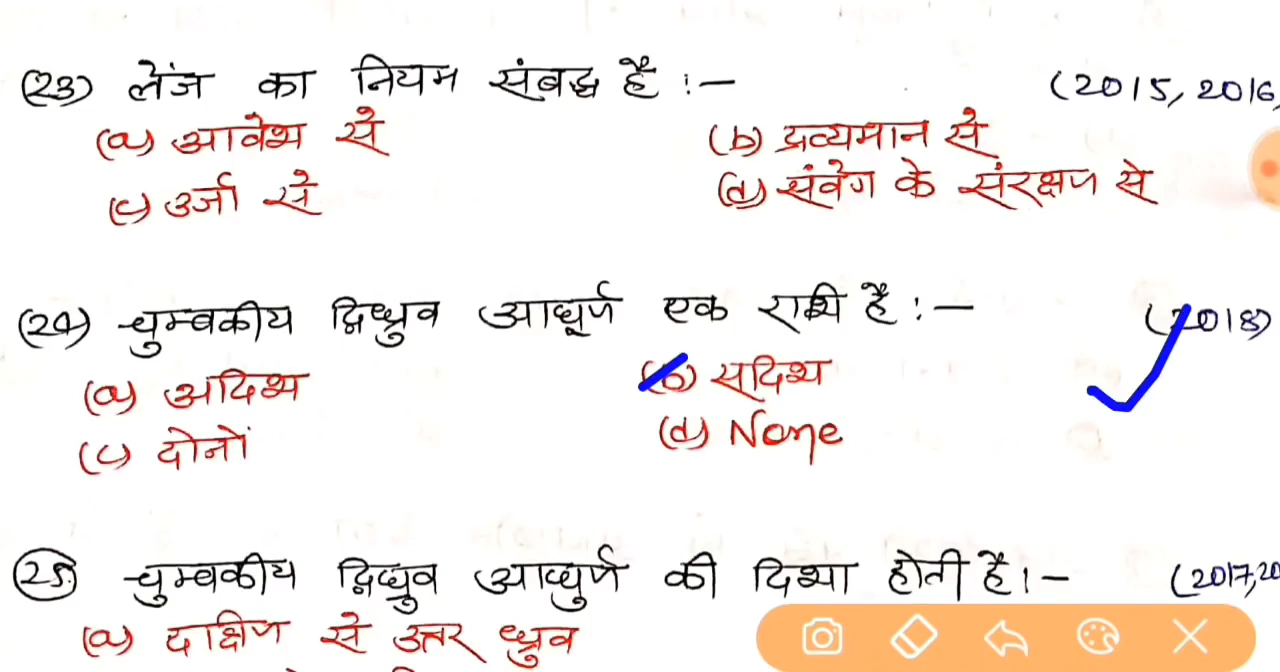 (23) लेंज का नियम संबद्ध है :- (2015, 2016,
(a) आवेश से (b) द्रव्यमान से
(c) उर्जा से (d) संवेग के संरक्षण से
(24) चुम्बकीय द्विध्रुव आघूर्ण एक राशि है :- (2018)
(a) अदिश (b) सदिश
(c) दोनों (d) None
(25) चुम्बकीय द्विध्रुव आघुर्ण की दिशा होती है। - (2017, 20
(a) दक्षिण से उत्तर ध्रुव